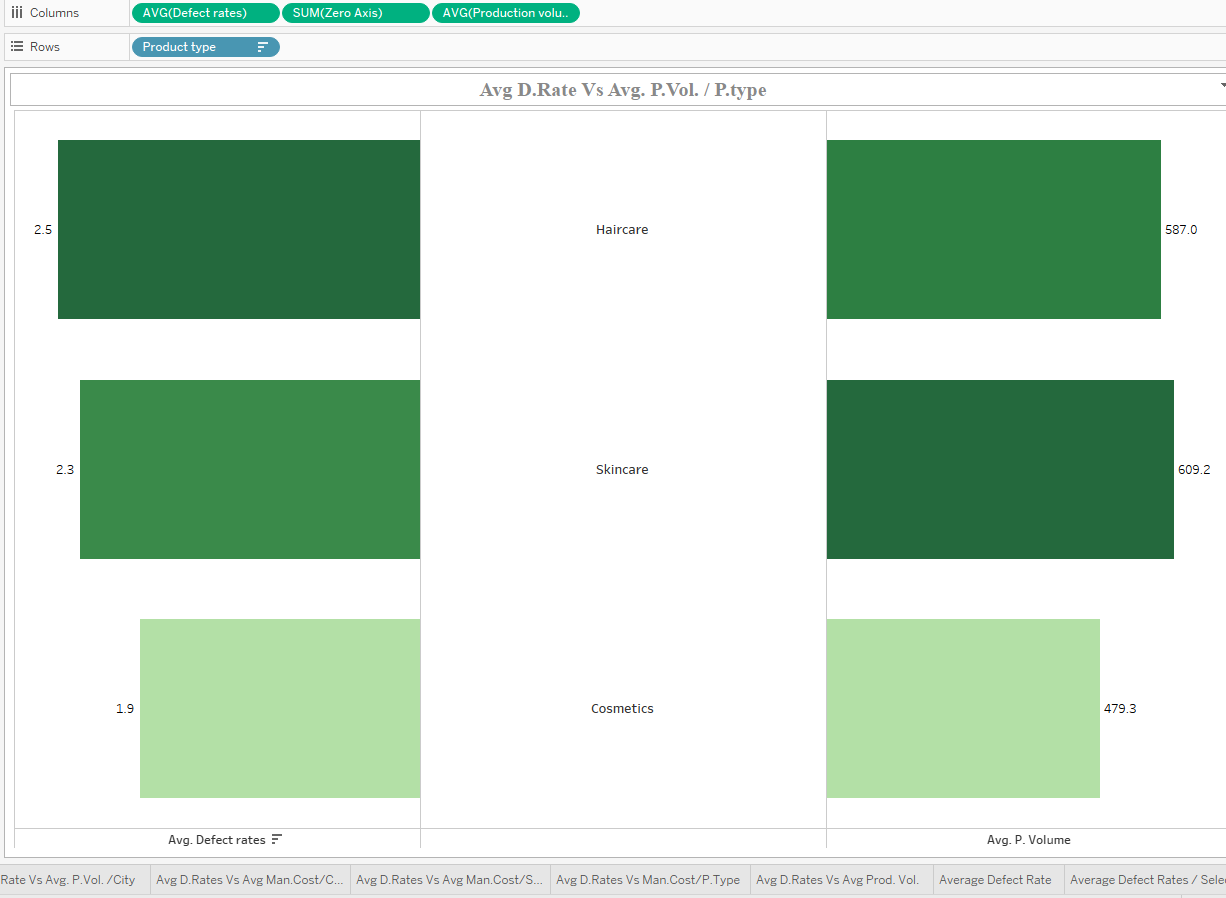 Columns
AVG(Defect rates)
SUM(Zero Axis)
AVG(Production volu..
Rows
Product type
Avg D.Rate Vs Avg. P.Vol. / P.type
2.5
Haircare
587.0
2.3
Skincare
609.2
1.9
Cosmetics
479.3
Avg. Defect rates
Avg. P. Volume
Rate Vs Avg. P.Vol. /City
Avg D.Rates Vs Avg Man.Cost/C...
Avg D.Rates Vs Avg Man.Cost/S...
Avg D.Rates Vs Man.Cost/P.Type
Avg D.Rates Vs Avg Prod. Vol.
Average Defect Rate
Average Defect Rates / Sele